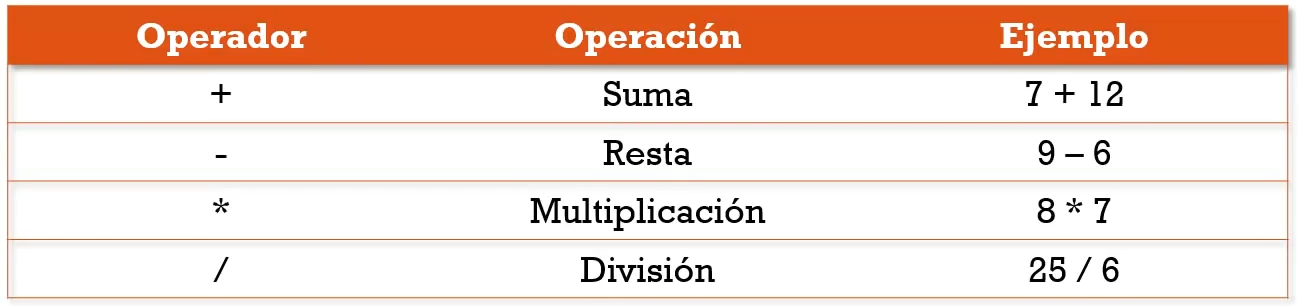 Operador Operación Ejemplo
+ Suma 7 + 12
- Resta 9 – 6
* Multiplicación 8 * 7
/ División 25 / 6